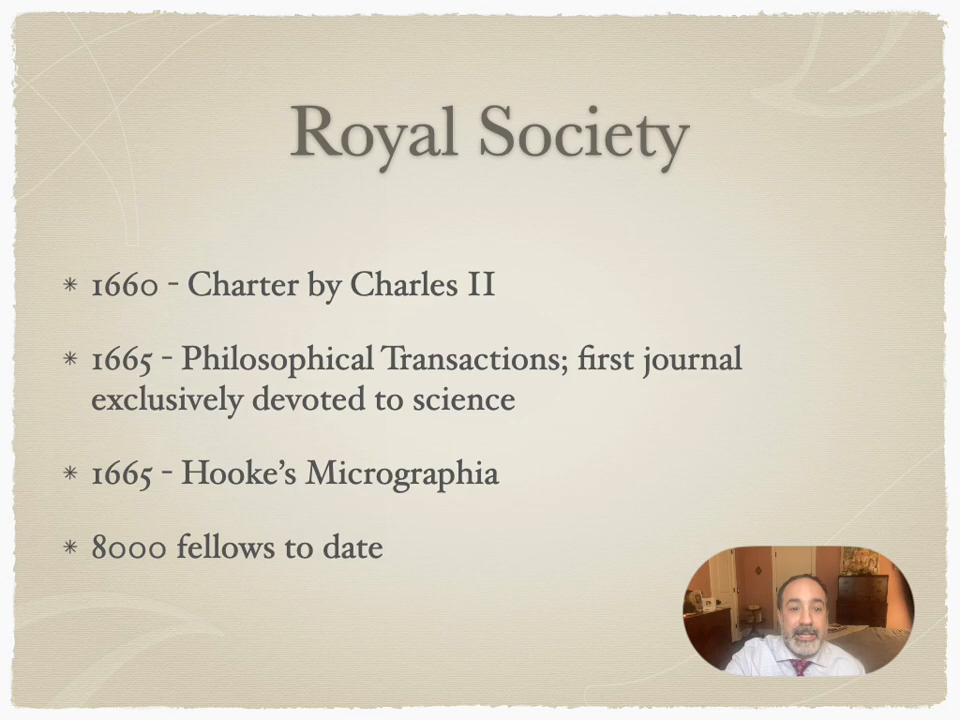 Royal Society
* 1660 - Charter by Charles II
* 1665 - Philosophical Transactions; first journal
exclusively devoted to science
* 1665 - Hooke's Micrographia
* 8000 fellows to date